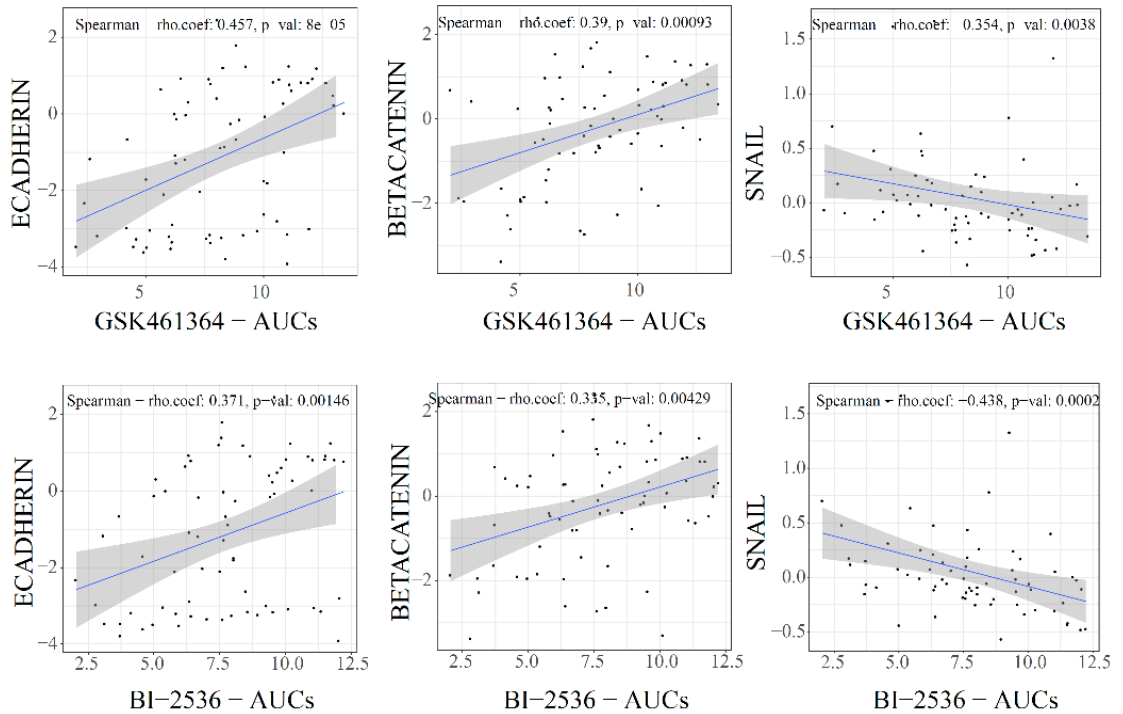 Spearman rho.coef: 0.457, p val: 8e 05
ECADHERIN
2
0
−2
−4
5 10
GSK461364 − AUCs
Spearman rho.coef: 0.39, p val: 0.00093
BETACATENIN
2
0
−2
5 10
GSK461364 − AUCs
Spearman rho.coef: 0.354, p val: 0.0038
SNAIL
1.5
1.0
0.5
0.0
−0.5
5 10
GSK461364 − AUCs
Spearman − rho.coef: 0.371, p−val: 0.00146
ECADHERIN
2
0
−2
−4
2.5 5.0 7.5 10.0 12.5
BI−2536 − AUCs
Spearman − rho.coef: 0.335, p−val: 0.00429
BETACATENIN
2
0
−2
2.5 5.0 7.5 10.0 12.5
BI−2536 − AUCs
Spearman − rho.coef: −0.438, p−val: 0.0002
SNAIL
1.5
1.0
0.5
0.0
−0.5
2.5 5.0 7.5 10.0 12.5
BI−2536 − AUCs